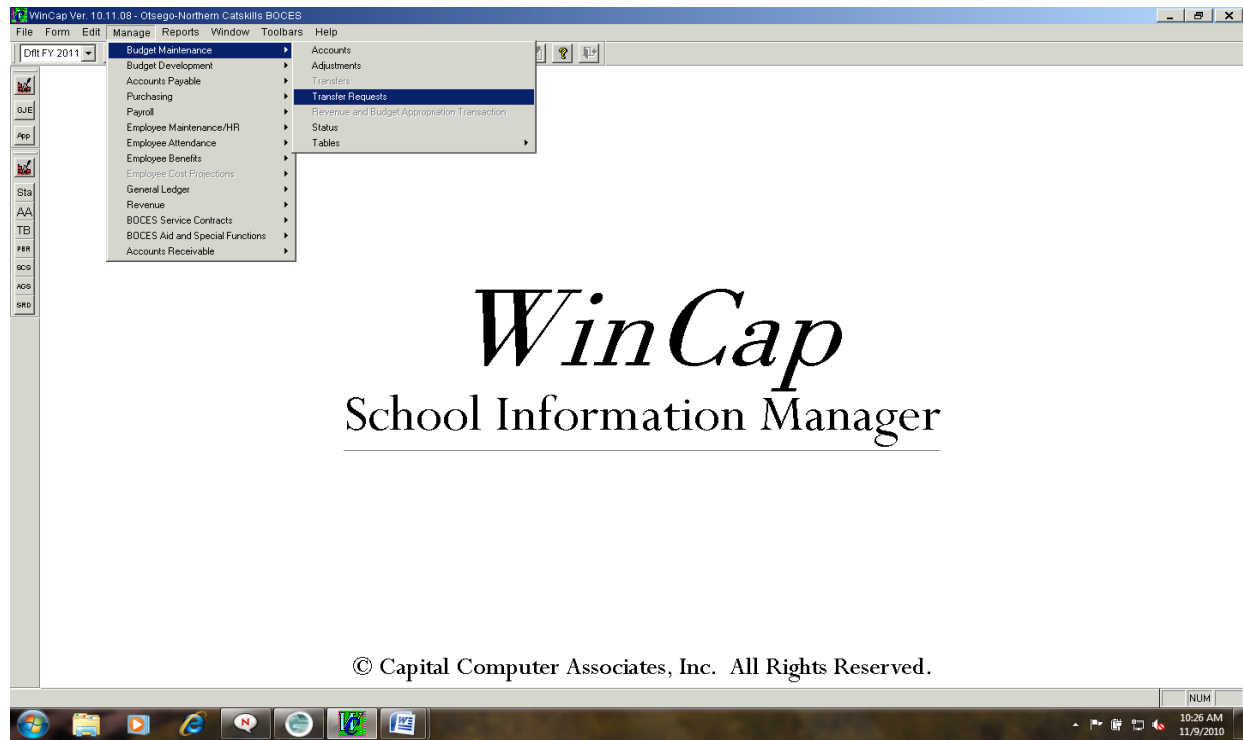 WinCap Ver. 10.11.08 - Otsego-Northern Catskills BOCES
File Form Edit Manage Reports Window Toolbars Help
Dflt FY 2011
Budget Maintenance
Budget Development
Accounts Payable
Purchasing
Payroll
Employee Maintenance/HR
Employee Attendance
Employee Benefits
Employee Cost Projections
General Ledger
Revenue
BOCES Service Contracts
BOCES Aid and Special Functions
Accounts Receivable
Accounts
Adjustments
Transfers
Transfer Requests
Revenue and Budget Appropriation Transaction
Status
Tables
GJE
App
Sta
AA
TB
PBR
SCS
AGS
SRD
WinCap
School Information Manager
© Capital Computer Associates, Inc. All Rights Reserved.
NUM
10:26 AM
11/9/2010